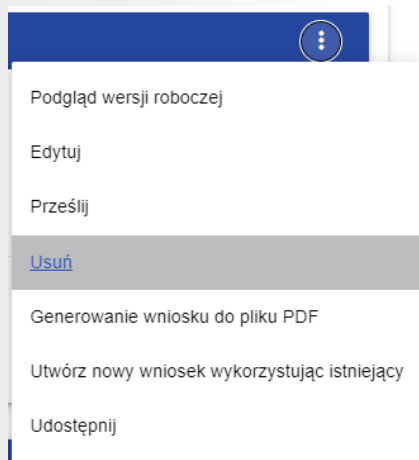 Podgląd wersji roboczej
Edytuj
Prześlij
Usuń
Generowanie wniosku do pliku PDF
Utwórz nowy wniosek wykorzystując istniejący
Udostępnij